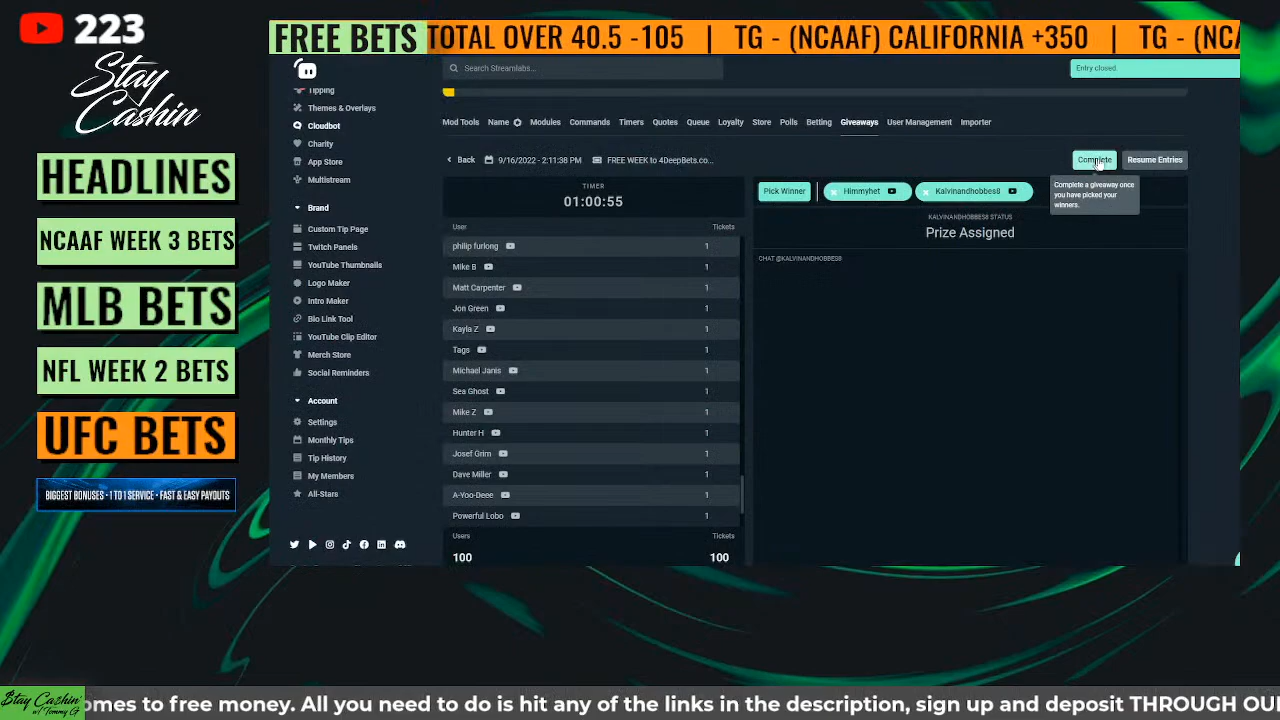 223
Stay
Cashin
HEADLINES
NCAAF WEEK 3 BETS
MLB BETS
NFL WEEK 2 BETS
UFC BETS
BIGGEST BONUSES • 1 TO 1 SERVICE • FAST & EASY PAYOUTS
FREE BETS
TOTAL OVER 40.5 -105 | TG - (NCAAF) CALIFORNIA +350 | TG - (NCA
Search Streamlabs...
Entry closed
Tipping
Themes & Overlays
Cloudbot
Charity
App Store
Multistream
Brand
Custom Tip Page
Twitch Panels
YouTube Thumbnails
Logo Maker
Intro Maker
Bio Link Tool
YouTube Clip Editor
Merch Store
Social Reminders
Account
Settings
Monthly Tips
Tip History
My Members
All-Stars
Mod Tools Name Modules Commands Timers Quotes Queue Loyalty Store Polls Betting Giveaways User Management Importer
Back 9/16/2022 - 2:11:38 PM FREE WEEK to 4DeepBets.co...
Complete Resume Entries
Complete a giveaway once
you have picked your
winners.
TIMER
01:00:55
User Tickets
philip furlong 1
Mike B 1
Matt Carpenter 1
Jon Green 1
Kayla Z 1
Tags 1
Michael Janis 1
Sea Ghost 1
Mike Z 1
Hunter H 1
Josef Grim 1
Dave Miller 1
A-Yoo-Deee 1
Powerful Lobo 1
Users Tickets
100 100
Pick Winner Himmyhet Kalvinandhobbes8
KALVINANDHOBBES8 STATUS
Prize Assigned
CHAT @KALVINANDHOBBES8
Stay Cashin'
w/ Tommy G
omes to free money. All you need to do is hit any of the links in the description, sign up and deposit THROUGH OU